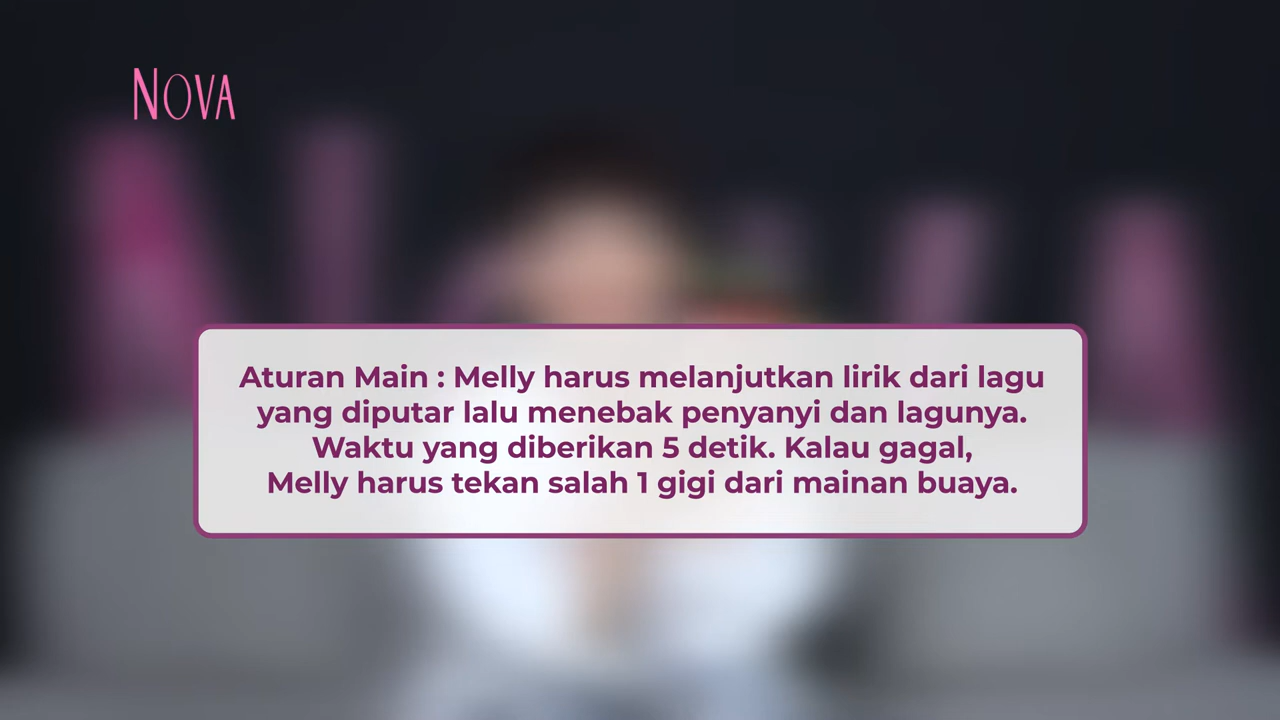 NOVA
Aturan Main : Melly harus melanjutkan lirik dari lagu
yang diputar lalu menebak penyanyi dan lagunya.
Waktu yang diberikan 5 detik. Kalau gagal,
Melly harus tekan salah 1 gigi dari mainan buaya.